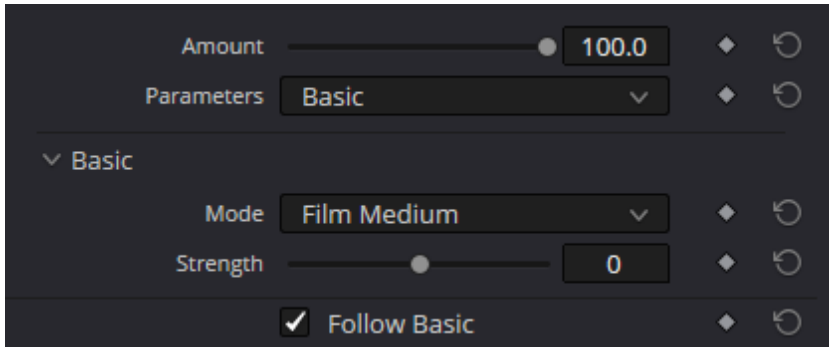 Amount 100.0
Parameters Basic
Basic
Mode Film Medium
Strength 0
Follow Basic